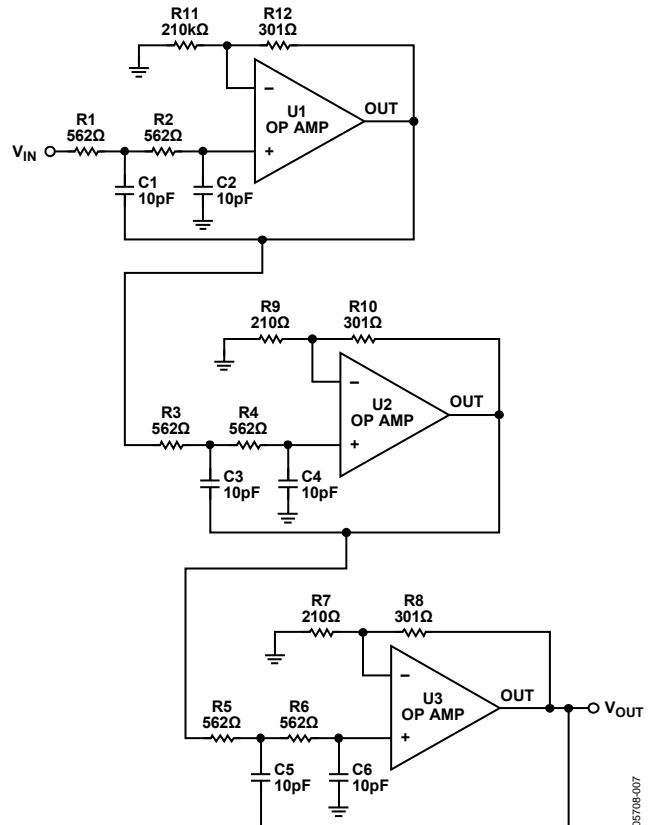 R11
210kΩ
R12
301Ω
U1
OP AMP
OUT
−
+
R1
562Ω
R2
562Ω
VIN
C1
10pF
C2
10pF
R9
210Ω
R10
301Ω
U2
OP AMP
OUT
−
+
R3
562Ω
R4
562Ω
C3
10pF
C4
10pF
R7
210Ω
R8
301Ω
U3
OP AMP
OUT
−
+
VOUT
R5
562Ω
R6
562Ω
C5
10pF
C6
10pF
05708-007